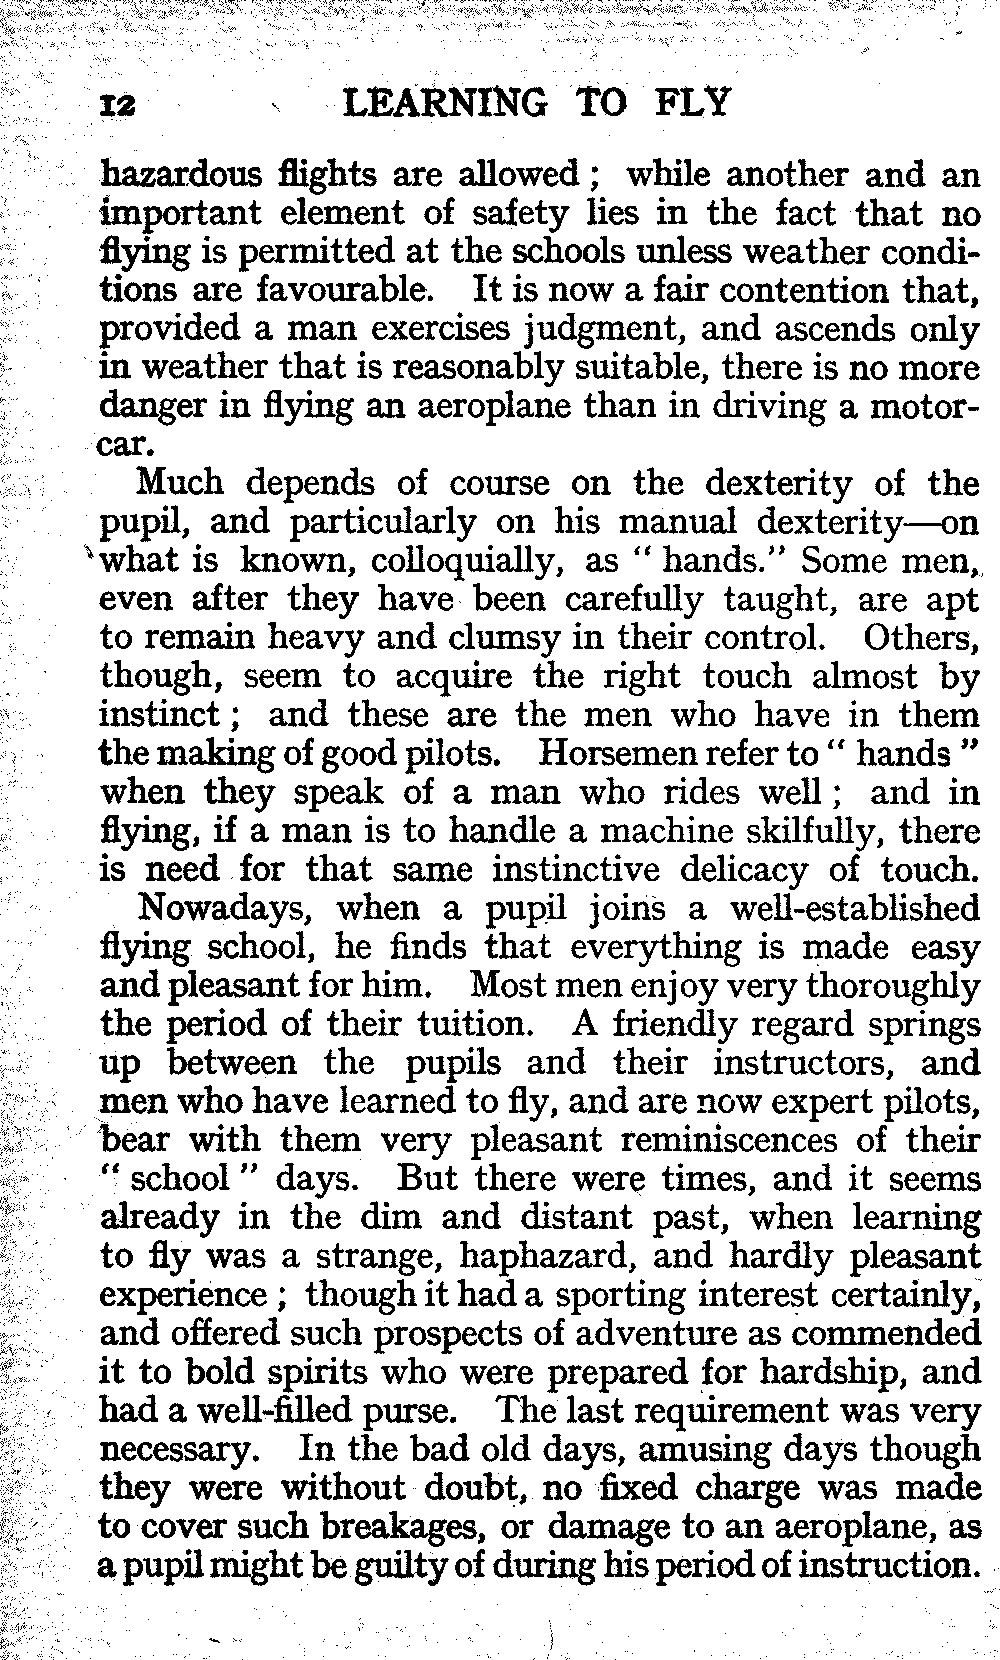 12 LEARNING TO FLY
hazardous flights are allowed ; while another and an
important element of safety lies in the fact that no
flying is permitted at the schools unless weather condi-
tions are favourable. It is now a fair contention that,
provided a man exercises judgment, and ascends only
in weather that is reasonably suitable, there is no more
danger in flying an aeroplane than in driving a motor-
car.
Much depends of course on the dexterity of the
pupil, and particularly on his manual dexterity—on
what is known, colloquially, as " hands." Some men,
even after they have been carefully taught, are apt
to remain heavy and clumsy in their control. Others,
though, seem to acquire the right touch almost by
instinct ; and these are the men who have in them
the making of good pilots. Horsemen refer to " hands "
when they speak of a man who rides well ; and in
flying, if a man is to handle a machine skilfully, there
is need for that same instinctive delicacy of touch.
Nowadays, when a pupil joins a well-established
flying school, he finds that everything is made easy
and pleasant for him. Most men enjoy very thoroughly
the period of their tuition. A friendly regard springs
up between the pupils and their instructors, and
men who have learned to fly, and are now expert pilots,
bear with them very pleasant reminiscences of their
" school " days. But there were times, and it seems
already in the dim and distant past, when learning
to fly was a strange, haphazard, and hardly pleasant
experience ; though it had a sporting interest certainly,
and offered such prospects of adventure as commended
it to bold spirits who were prepared for hardship, and
had a well-filled purse. The last requirement was very
necessary. In the bad old days, amusing days though
they were without doubt, no fixed charge was made
to cover such breakages, or damage to an aeroplane, as
a pupil might be guilty of during his period of instruction.